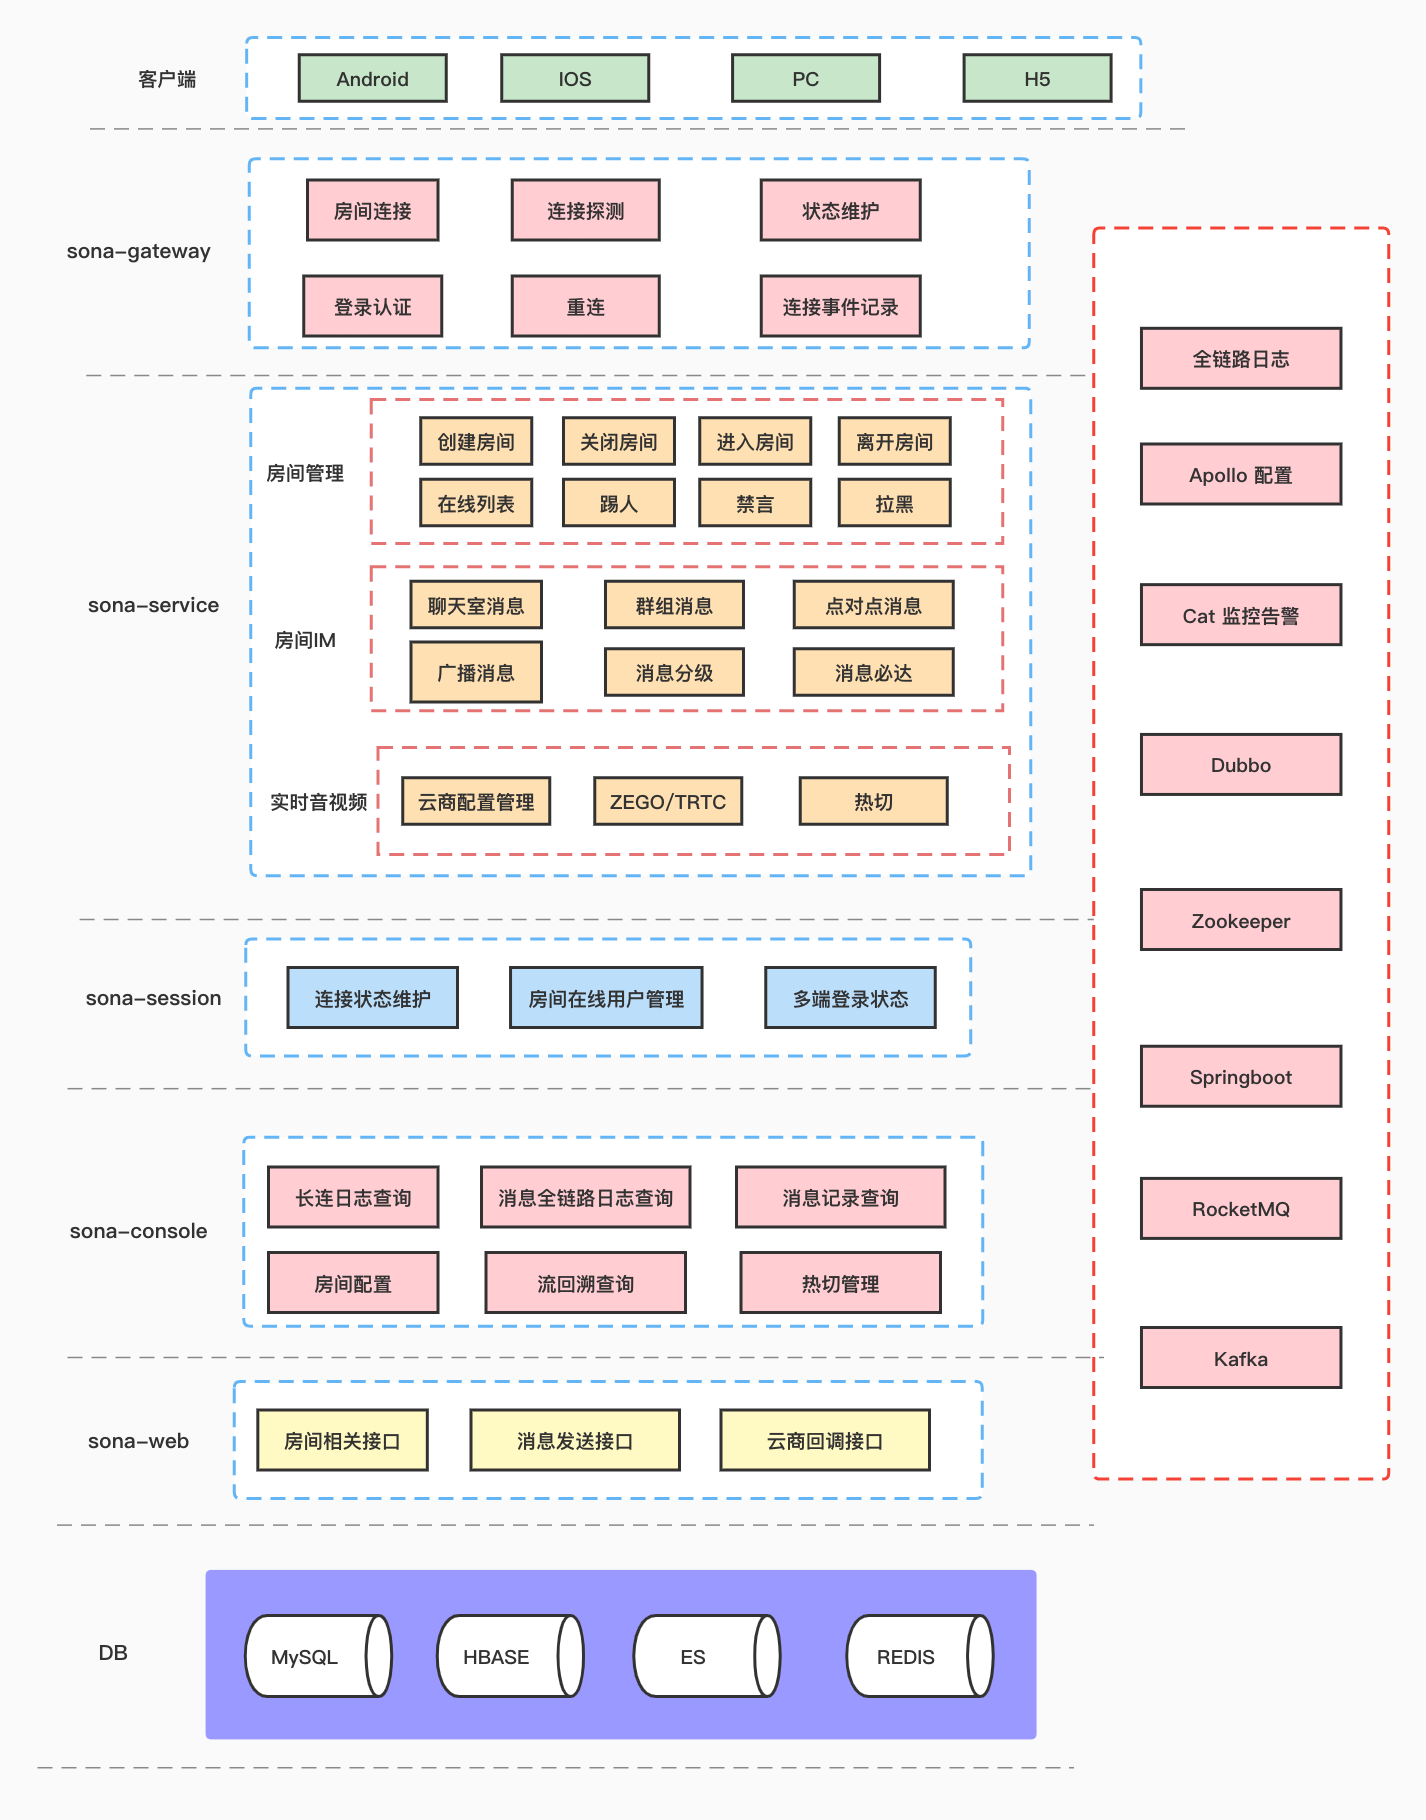 客户端
Android
IOS
PC
H5
sona-gateway
房间连接
连接探测
状态维护
登录认证
重连
连接事件记录
sona-service
房间管理
创建房间
关闭房间
进入房间
离开房间
在线列表
踢人
禁言
拉黑
房间IM
聊天室消息
群组消息
点对点消息
广播消息
消息分级
消息必达
实时音视频
云商配置管理
ZEGO/TRTC
热切
sona-session
连接状态维护
房间在线用户管理
多端登录状态
sona-console
长连日志查询
消息全链路日志查询
消息记录查询
房间配置
流回溯查询
热切管理
sona-web
房间相关接口
消息发送接口
云商回调接口
DB
MySQL
HBASE
ES
REDIS
全链路日志
Apollo 配置
Cat 监控告警
Dubbo
Zookeeper
Springboot
RocketMQ
Kafka